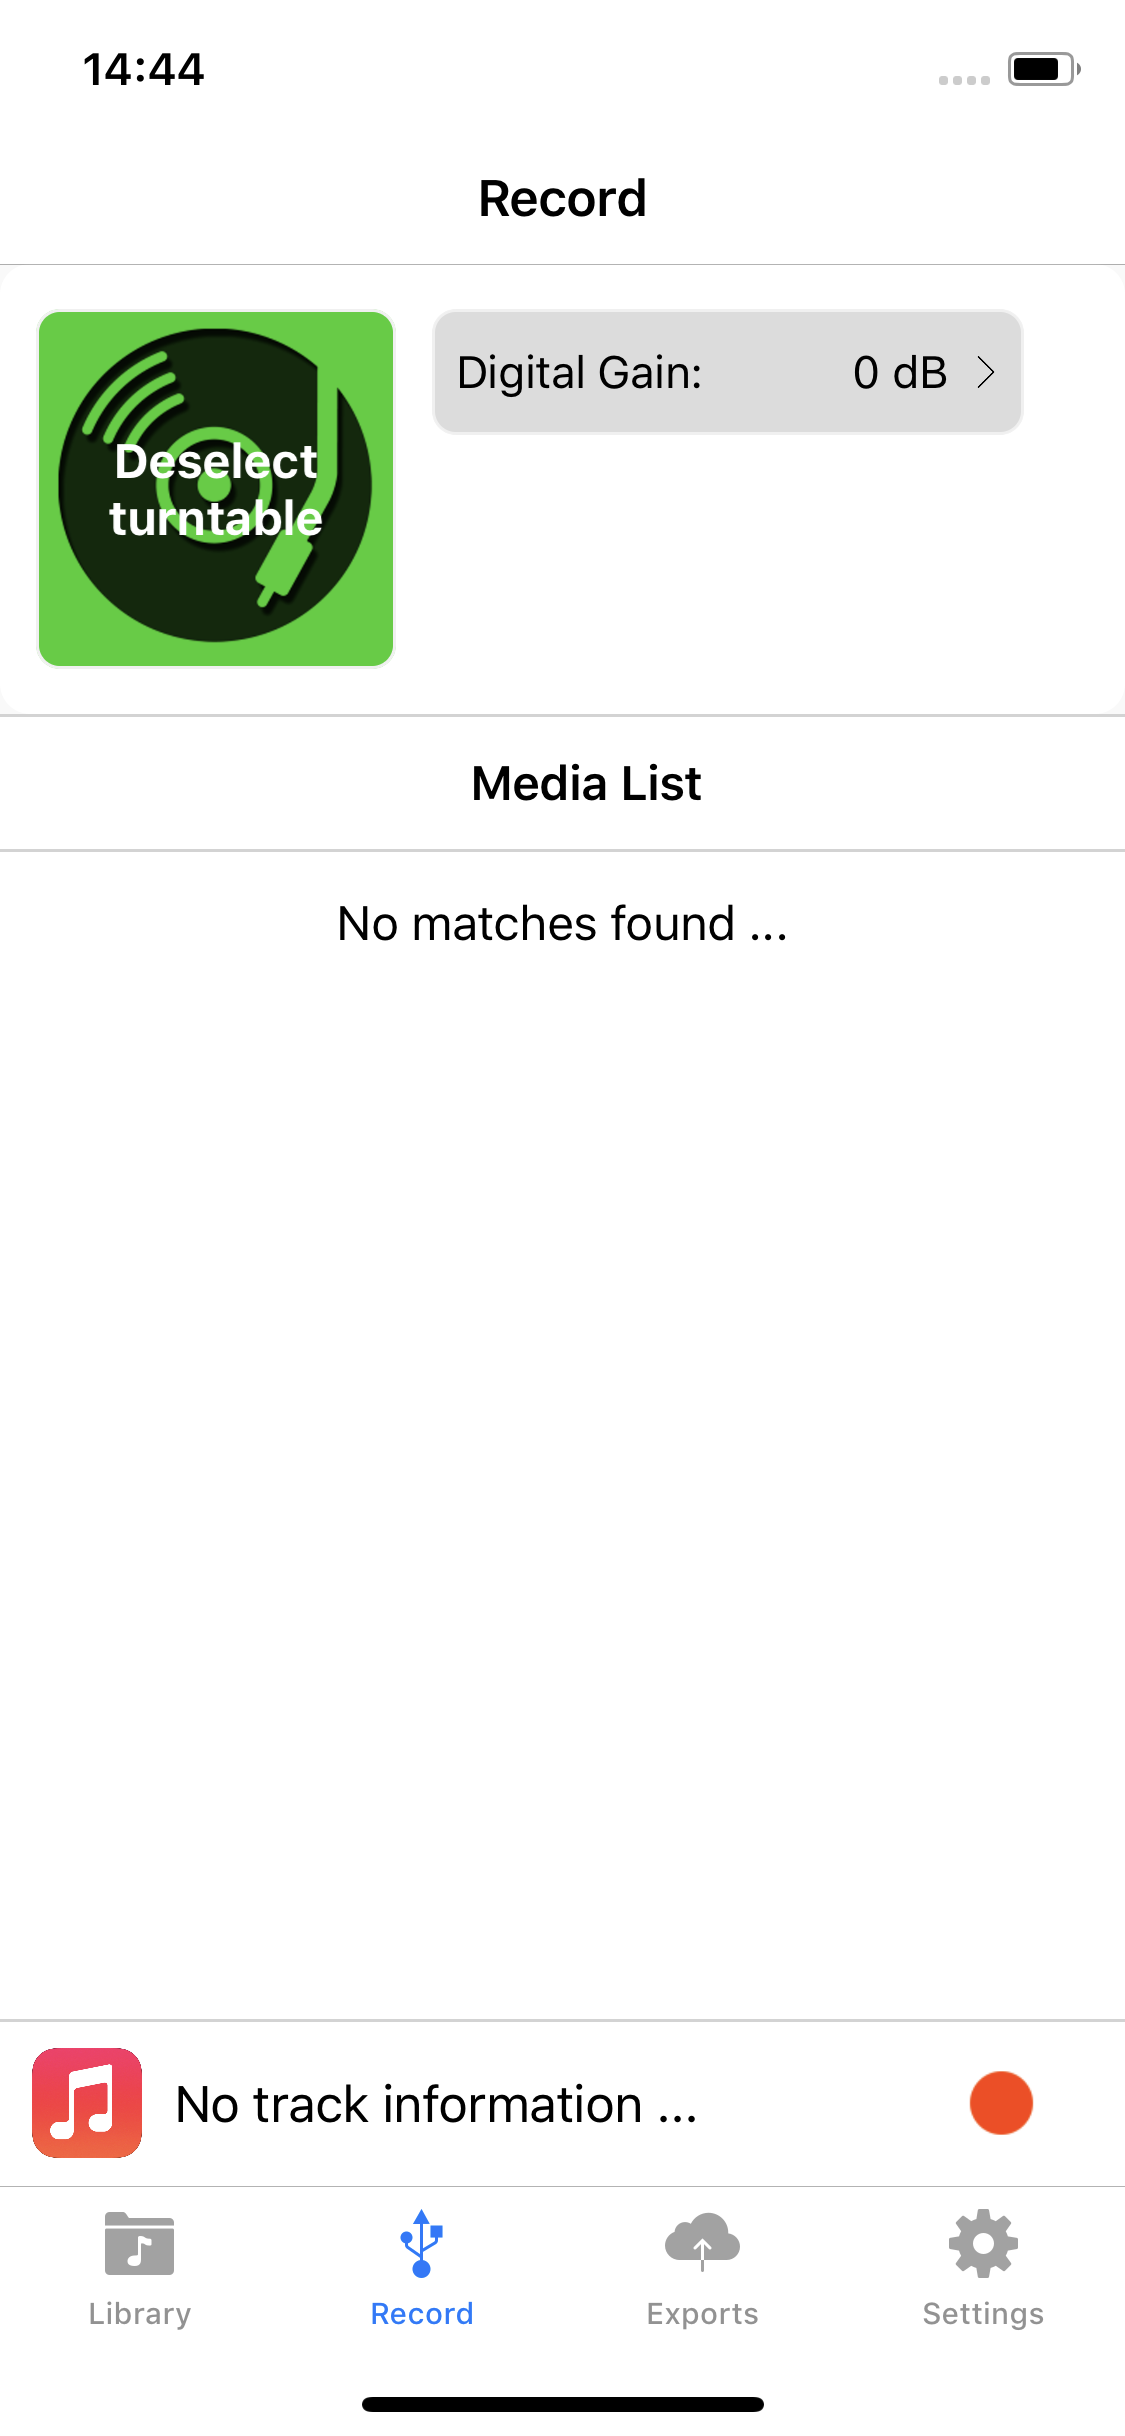 14:44
Record
Deselect
turntable
Digital Gain: 0 dB
Media List
No matches found ...
No track information ...
Library
Record
Exports
Settings